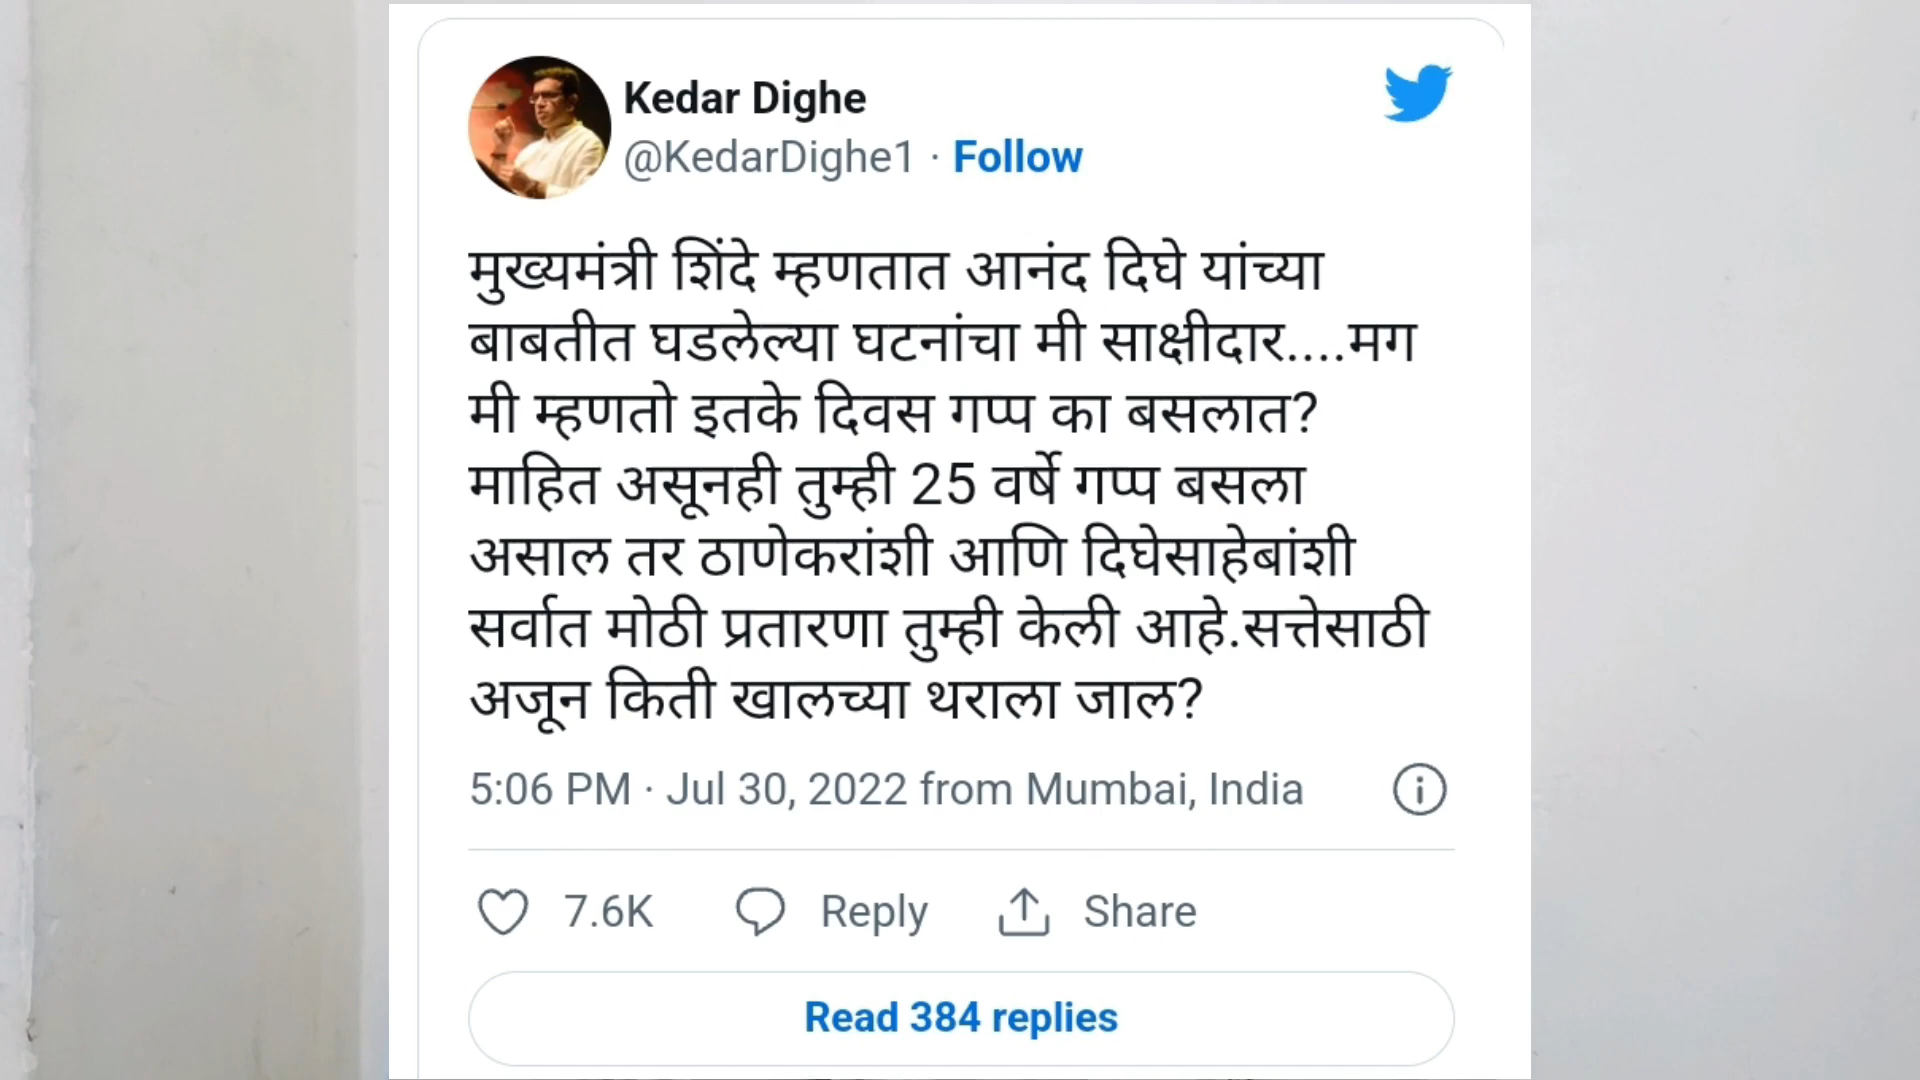 Kedar Dighe
@KedarDighe1 · Follow
मुख्यमंत्री शिंदे म्हणतात आनंद दिघे यांच्या
बाबतीत घडलेल्या घटनांचा मी साक्षीदार....मग
मी म्हणतो इतके दिवस गप्प का बसलात?
माहित असूनही तुम्ही 25 वर्षे गप्प बसला
असाल तर ठाणेकरांशी आणि दिघेसाहेबांशी
सर्वात मोठी प्रतारणा तुम्ही केली आहे.सत्तेसाठी
अजून किती खालच्या थराला जाल?
5:06 PM · Jul 30, 2022 from Mumbai, India
7.6K Reply Share
Read 384 replies